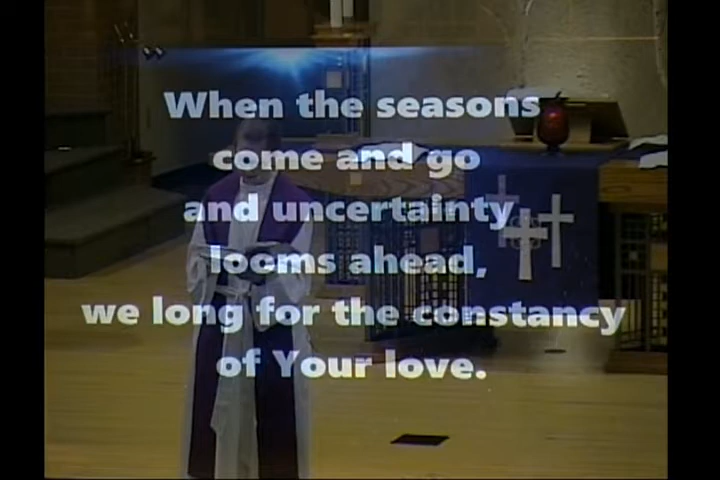 When the seasons
come and go
and uncertainty
looms ahead,
we long for the constancy
of Your love.